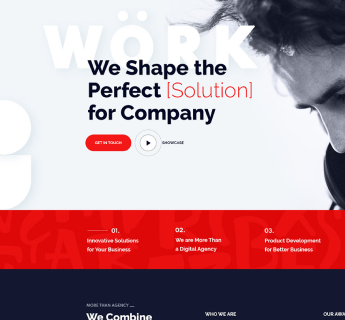 WÖRK
We Shape the
Perfect [Solution]
for Company
GET IN TOUCH
SHOWCASE
01.
Innovative Solutions
for Your Business
02.
We are More Than
a Digital Agency
03.
Product Development
for Better Business
MORE THAN AGENCY
We Combine
WHO WE ARE
OUR AWA